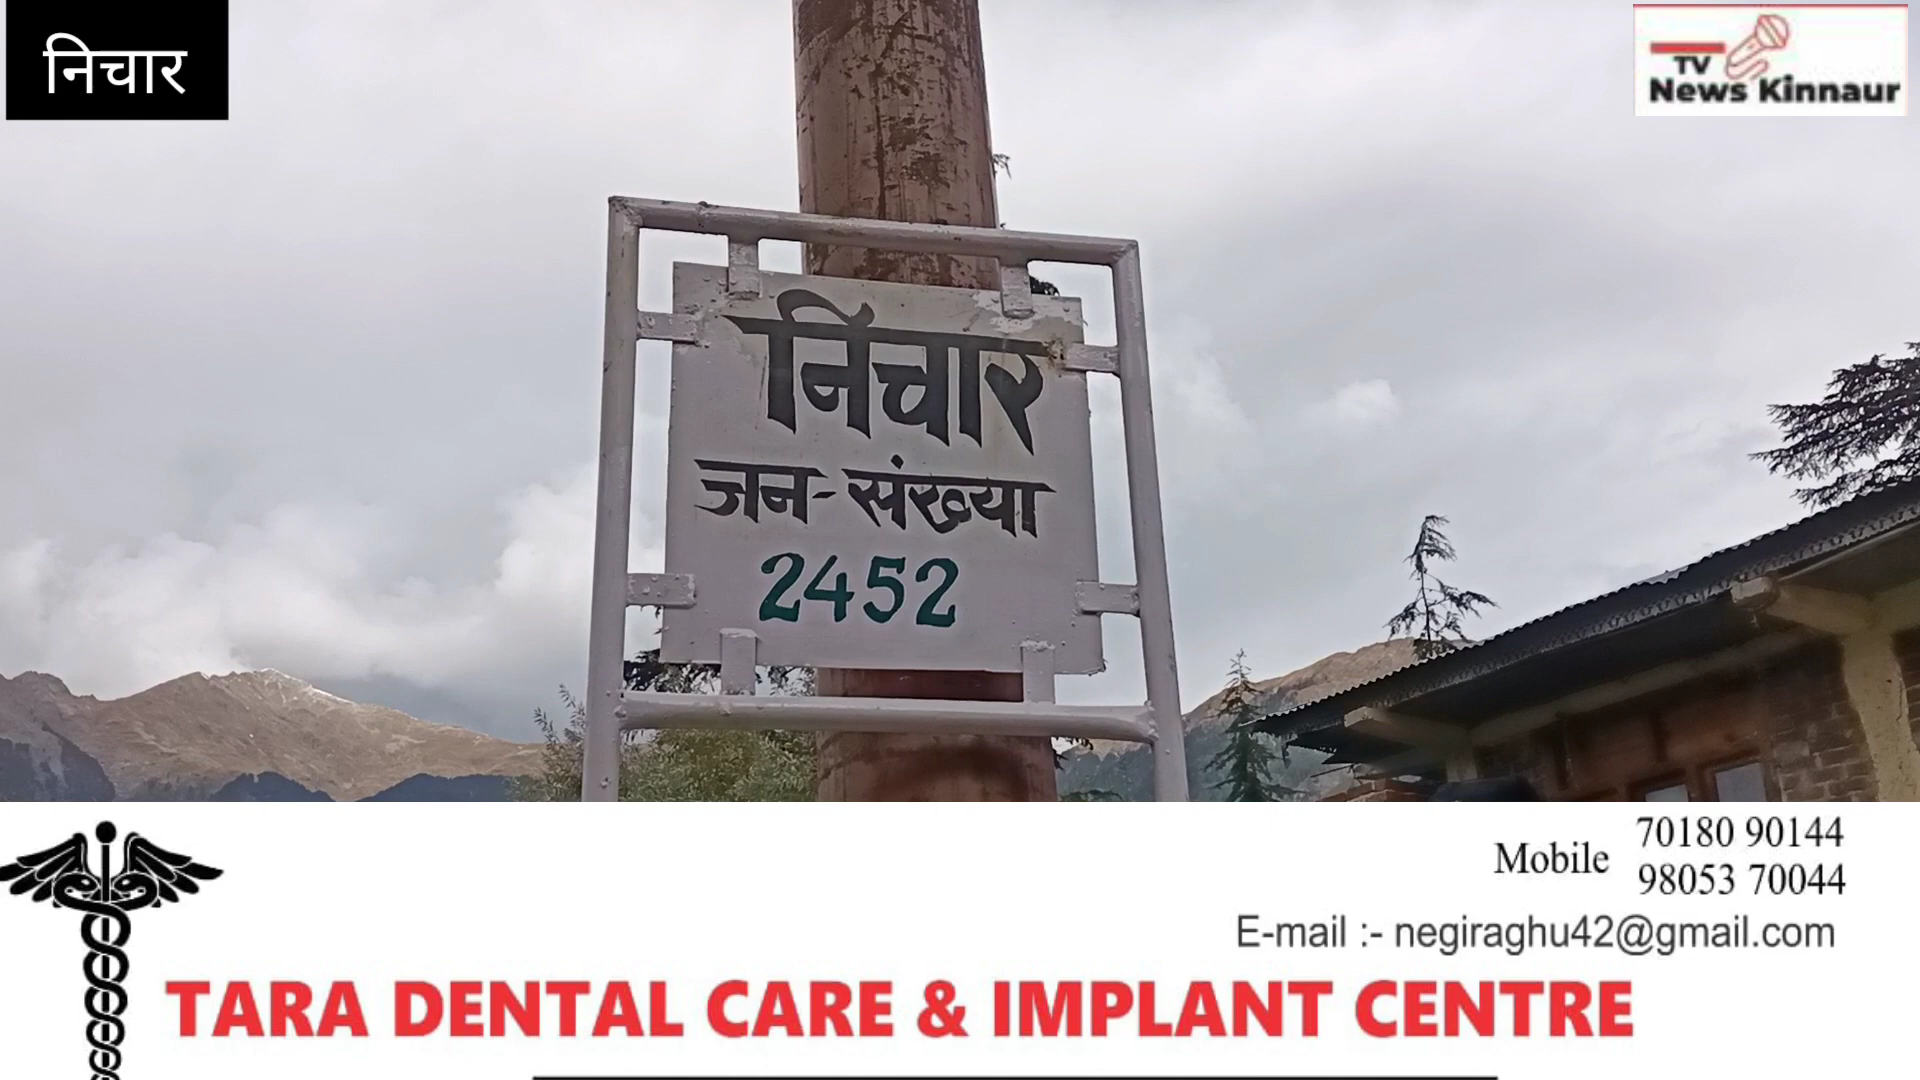 निचार
TV
News Kinnaur
निचार
जन-संख्या
2452
Mobile 70180 90144
98053 70044
E-mail :- negiraghu42@gmail.com
TARA DENTAL CARE & IMPLANT CENTRE